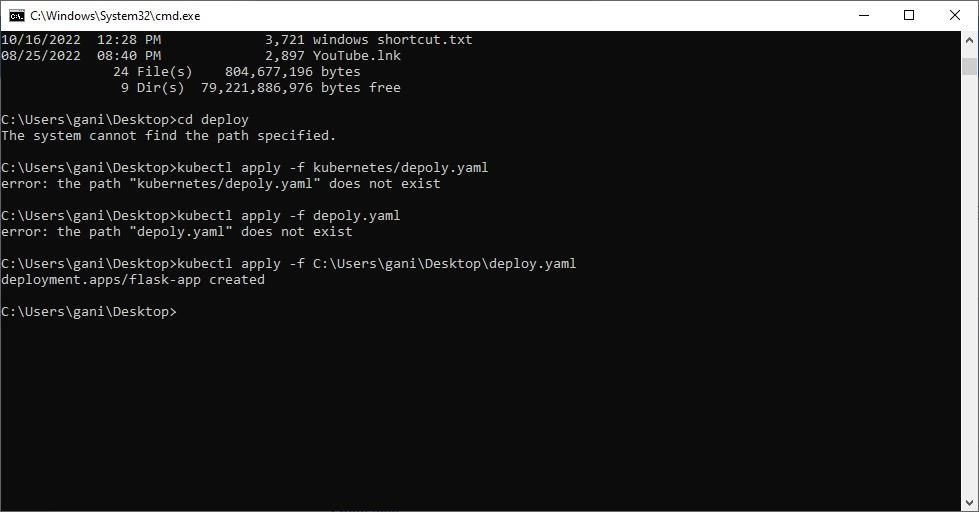 C:\Windows\System32\cmd.exe
10/16/2022  12:28 PM             3,721 windows shortcut.txt
08/25/2022  08:40 PM             2,897 YouTube.lnk
              24 File(s)    804,677,196 bytes
               9 Dir(s)  79,221,886,976 bytes free
C:\Users\gani\Desktop>cd deploy
The system cannot find the path specified.
C:\Users\gani\Desktop>kubectl apply -f kubernetes/depoly.yaml
error: the path "kubernetes/depoly.yaml" does not exist
C:\Users\gani\Desktop>kubectl apply -f depoly.yaml
error: the path "depoly.yaml" does not exist
C:\Users\gani\Desktop>kubectl apply -f C:\Users\gani\Desktop\deploy.yaml
deployment.apps/flask-app created
C:\Users\gani\Desktop>